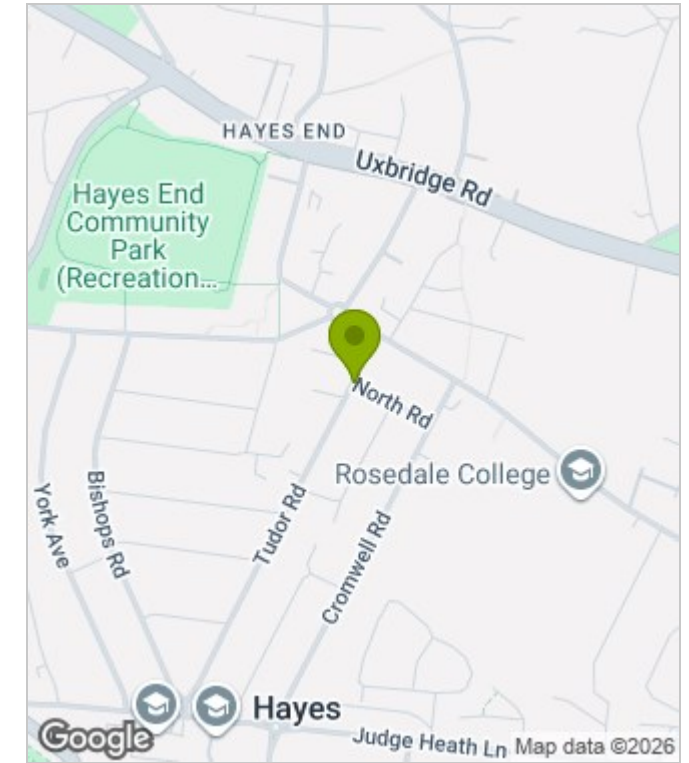 HAYES END
Uxbridge Rd
Hayes End
Community
Park
(Recreation...
North Rd
Rosedale College
York Ave
Bishops Rd
Tudor Rd
Cromwell Rd
Hayes
Judge Heath Ln
Google
Map data ©2026